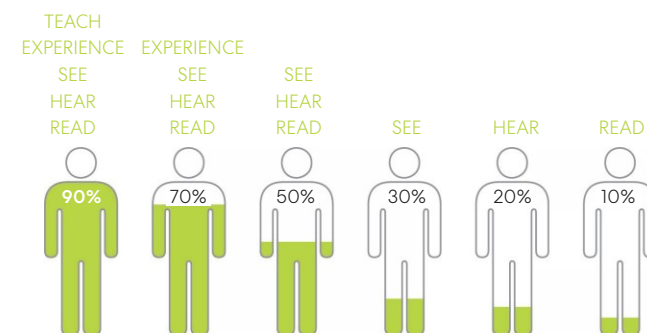 TEACH
EXPERIENCE EXPERIENCE
SEE SEE SEE
HEAR HEAR HEAR
READ READ READ SEE HEAR READ
90% 70% 50% 30% 20% 10%